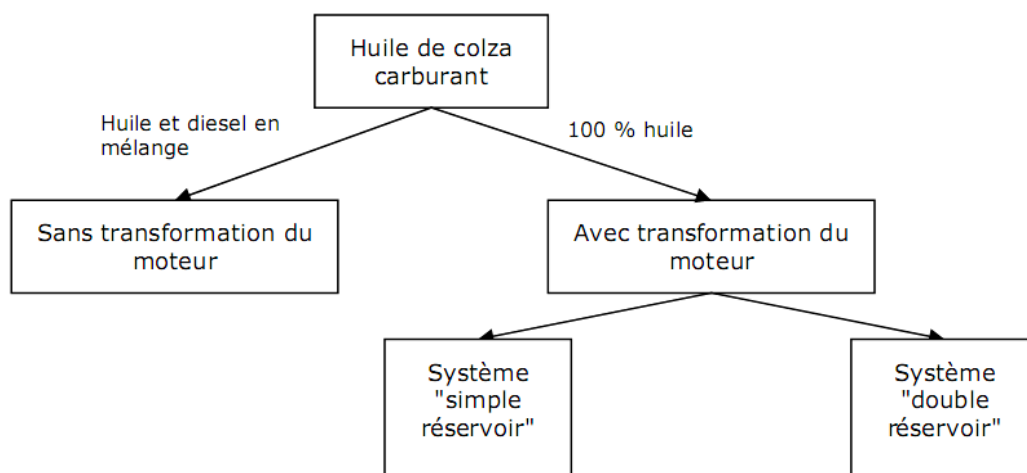 Huile de colza
carburant
Huile et diesel en
mélange
100 % huile
Sans transformation du
moteur
Avec transformation du
moteur
Système
"simple
réservoir"
Système
"double
réservoir"